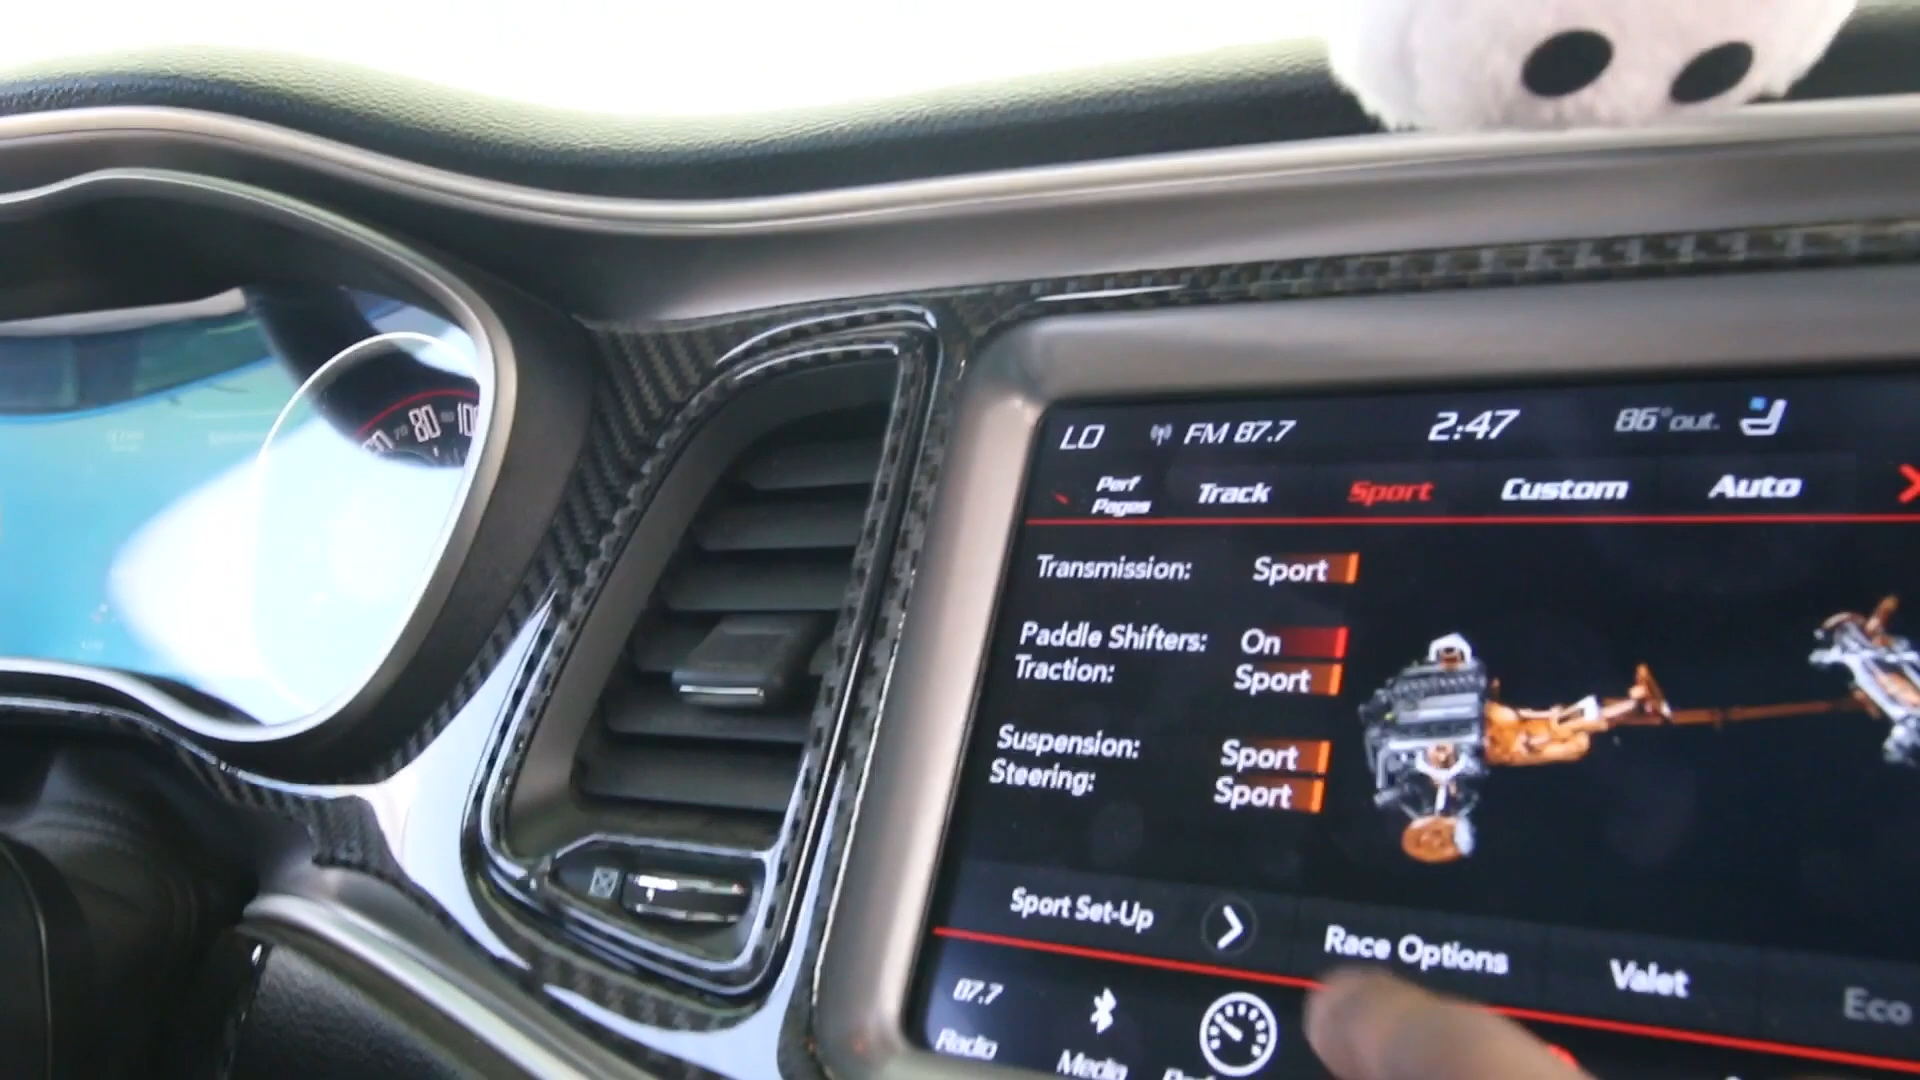 80 100
LO FM 87.7 2:47 86° out.
Perf Pages Track Sport Custom Auto X
Transmission: Sport
Paddle Shifters: On
Traction: Sport
Suspension: Sport
Steering: Sport
Sport Set-Up > Race Options Valet Eco
87.7
Radio Media